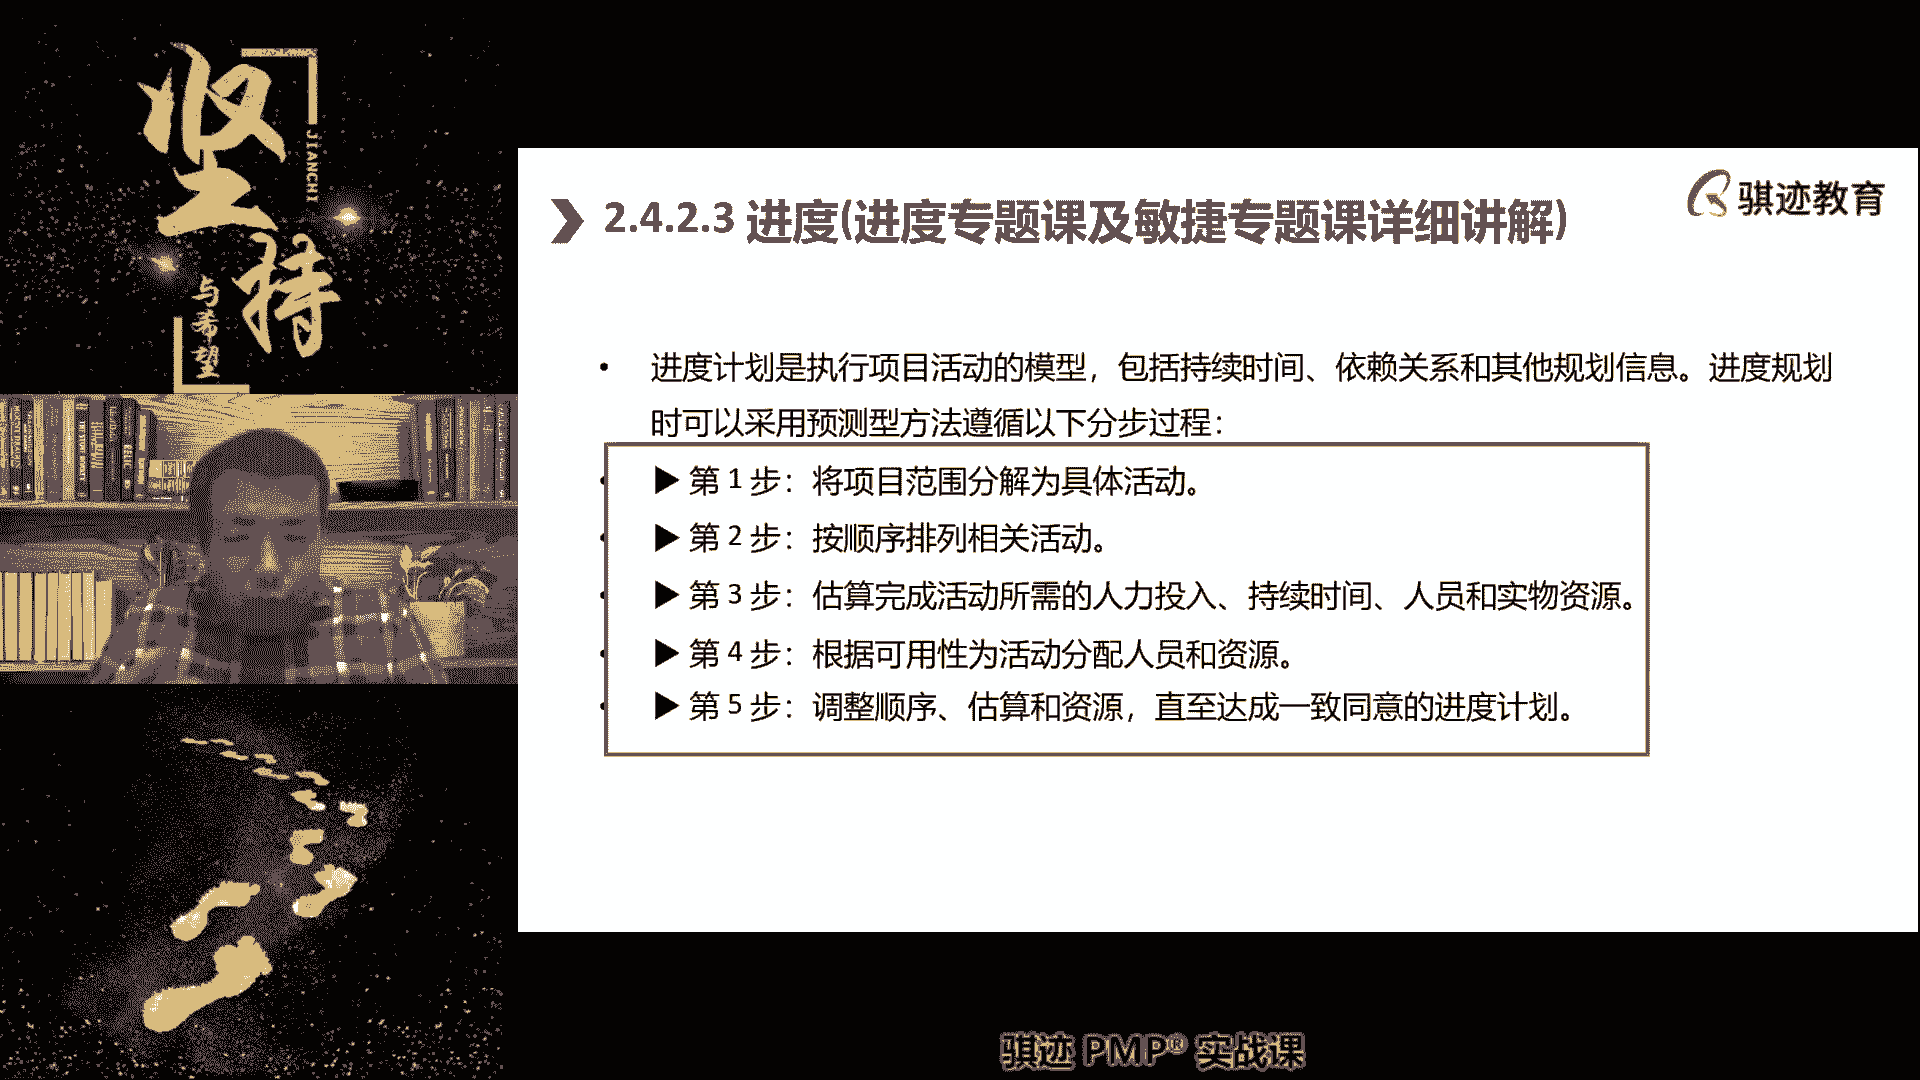 坚持
JIANCHI
与希望
骐迹教育
2.4.2.3 进度(进度专题课及敏捷专题课详细讲解)
• 进度计划是执行项目活动的模型，包括持续时间、依赖关系和其他规划信息。进度规划
时可以采用预测型方法遵循以下分步过程：
▶ 第 1 步：将项目范围分解为具体活动。
▶ 第 2 步：按顺序排列相关活动。
▶ 第 3 步：估算完成活动所需的人力投入、持续时间、人员和实物资源。
▶ 第 4 步：根据可用性为活动分配人员和资源。
▶ 第 5 步：调整顺序、估算和资源，直至达成一致同意的进度计划。
骐迹 PMP® 实战课